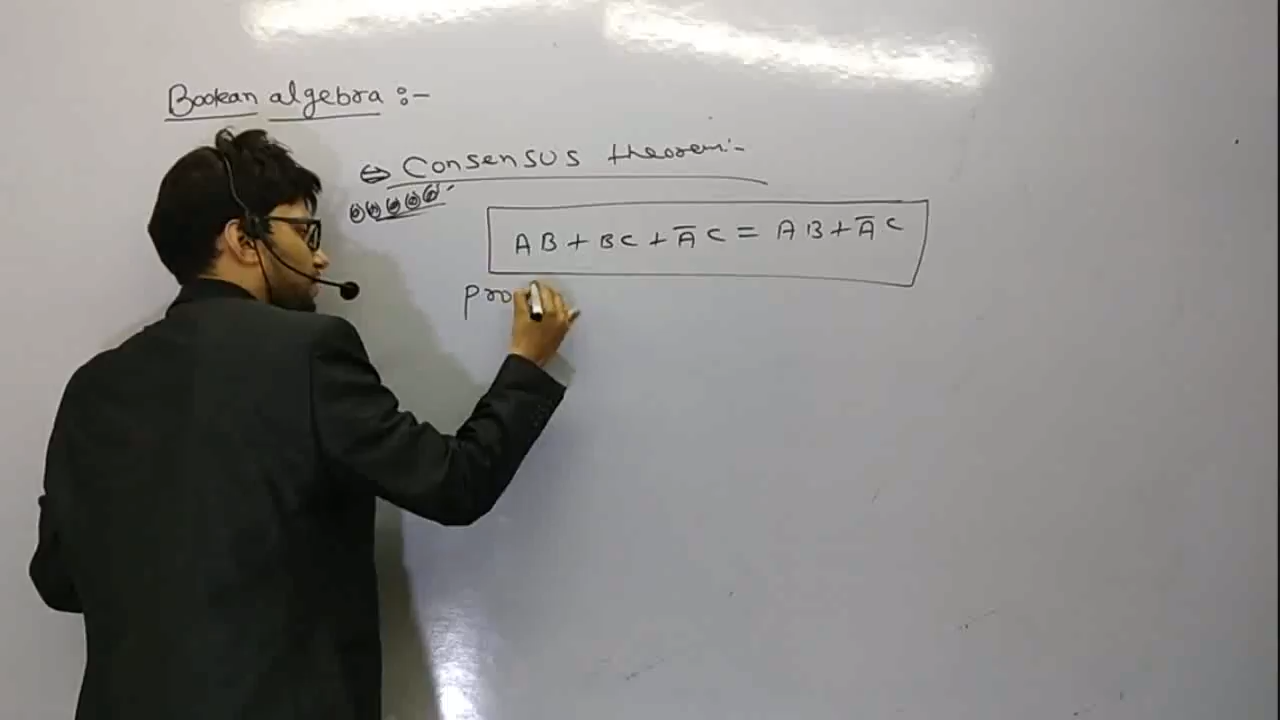 Boolean algebra :-
⇔ Consensus theorem:-
AB + BC + A̅ C = AB + A̅ C
pro